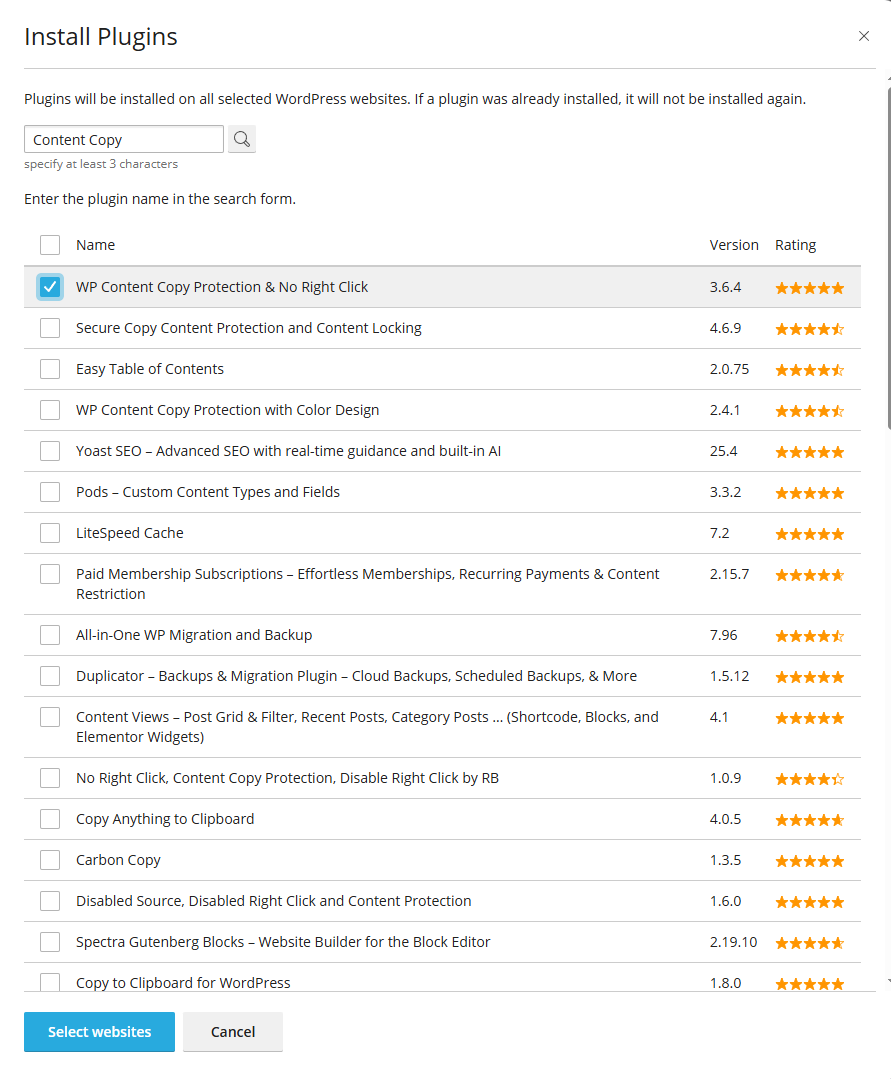 Install Plugins
Plugins will be installed on all selected WordPress websites. If a plugin was already installed, it will not be installed again.
Content Copy
specify at least 3 characters
Enter the plugin name in the search form.
Name Version Rating
WP Content Copy Protection & No Right Click 3.6.4
Secure Copy Content Protection and Content Locking 4.6.9
Easy Table of Contents 2.0.75
WP Content Copy Protection with Color Design 2.4.1
Yoast SEO – Advanced SEO with real-time guidance and built-in AI 25.4
Pods – Custom Content Types and Fields 3.3.2
LiteSpeed Cache 7.2
Paid Membership Subscriptions – Effortless Memberships, Recurring Payments & Content 2.15.7
Restriction
All-in-One WP Migration and Backup 7.96
Duplicator – Backups & Migration Plugin – Cloud Backups, Scheduled Backups, & More 1.5.12
Content Views – Post Grid & Filter, Recent Posts, Category Posts ... (Shortcode, Blocks, and 4.1
Elementor Widgets)
No Right Click, Content Copy Protection, Disable Right Click by RB 1.0.9
Copy Anything to Clipboard 4.0.5
Carbon Copy 1.3.5
Disabled Source, Disabled Right Click and Content Protection 1.6.0
Spectra Gutenberg Blocks – Website Builder for the Block Editor 2.19.10
Copy to Clipboard for WordPress 1.8.0
Select websites Cancel